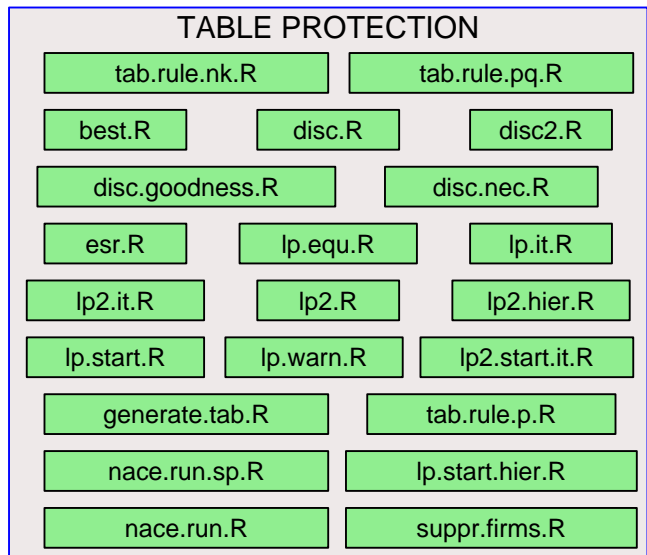 TABLE PROTECTION
tab.rule.nk.R tab.rule.pq.R
best.R disc.R disc2.R
disc.goodness.R disc.nec.R
esr.R lp.equ.R lp.it.R
lp2.it.R lp2.R lp2.hier.R
lp.start.R lp.warn.R lp2.start.it.R
generate.tab.R tab.rule.p.R
nace.run.sp.R lp.start.hier.R
nace.run.R suppr.firms.R